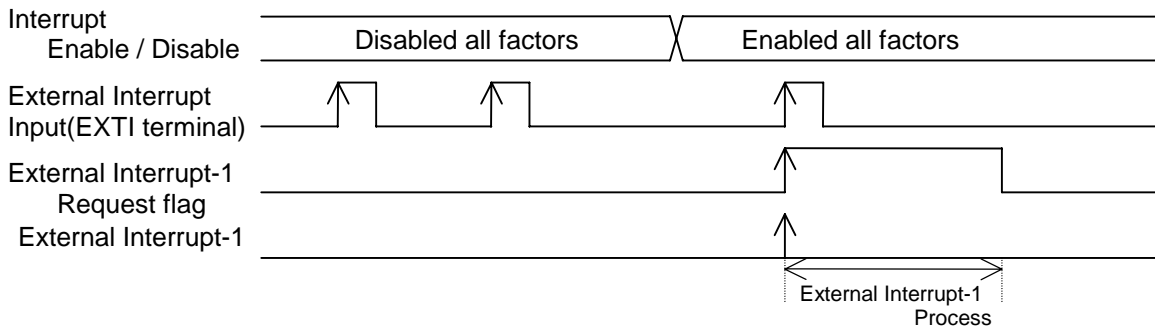 Interrupt
Enable / Disable
Disabled all factors
Enabled all factors
External Interrupt
Input(EXTI terminal)
External Interrupt-1
Request flag
External Interrupt-1
External Interrupt-1
Process